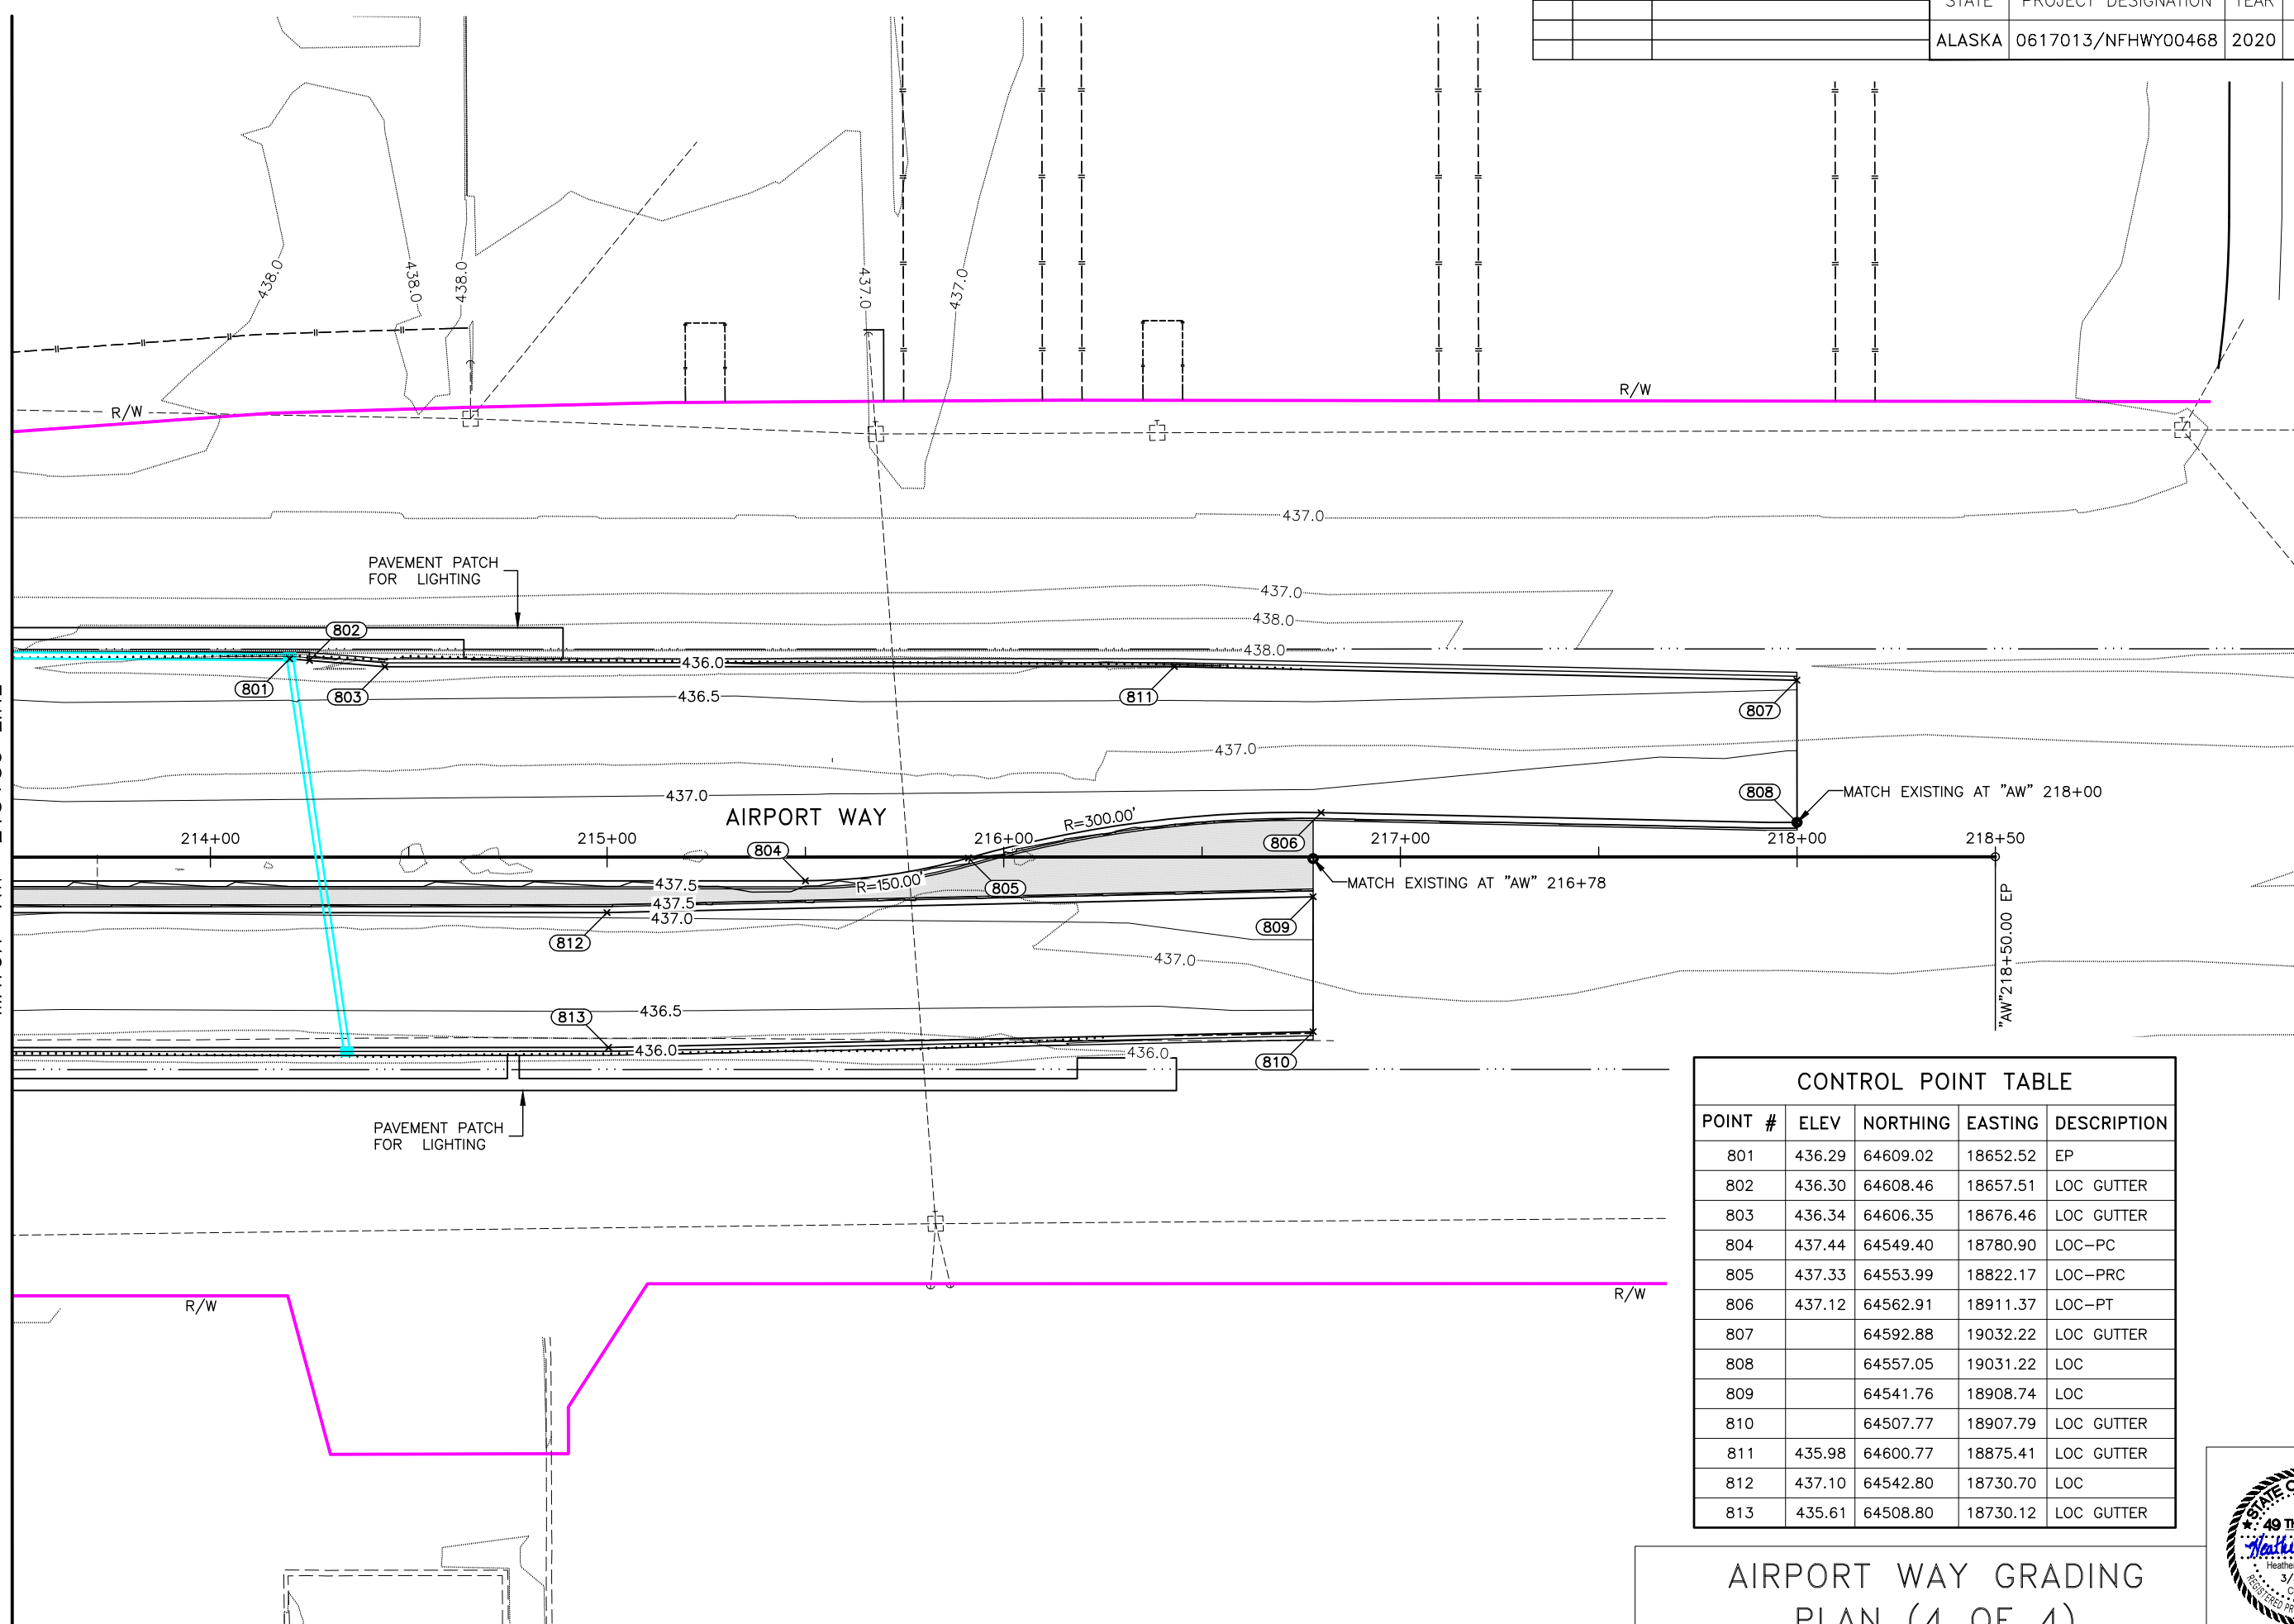 STATE PROJECT DESIGNATION YEAR
ALASKA 0617013/NFHWY00468 2020
438.0
438.0
438.0
437.0
437.0
R/W
R/W
437.0
PAVEMENT PATCH
FOR LIGHTING
437.0
438.0
438.0
802
801
803
436.0
436.5
811
807
437.0
437.0
808
MATCH EXISTING AT "AW" 218+00
AIRPORT WAY
R=300.00'
214+00
215+00
216+00
217+00
218+00
218+50
804
806
R=150.00'
805
MATCH EXISTING AT "AW" 216+78
437.5
437.5
437.0
812
809
437.0
"AW"218+50.00 EP
436.5
813
436.0
436.0
810
PAVEMENT PATCH
FOR LIGHTING
R/W
R/W
CONTROL POINT TABLE
POINT # ELEV NORTHING EASTING DESCRIPTION
801 436.29 64609.02 18652.52 EP
802 436.30 64608.46 18657.51 LOC GUTTER
803 436.34 64606.35 18676.46 LOC GUTTER
804 437.44 64549.40 18780.90 LOC-PC
805 437.33 64553.99 18822.17 LOC-PRC
806 437.12 64562.91 18911.37 LOC-PT
807 64592.88 19032.22 LOC GUTTER
808 64557.05 19031.22 LOC
809 64541.76 18908.74 LOC
810 64507.77 18907.79 LOC GUTTER
811 435.98 64600.77 18875.41 LOC GUTTER
812 437.10 64542.80 18730.70 LOC
813 435.61 64508.80 18730.12 LOC GUTTER
AIRPORT WAY GRADING
PLAN (4 OF 4)
STATE
49
REGISTERED